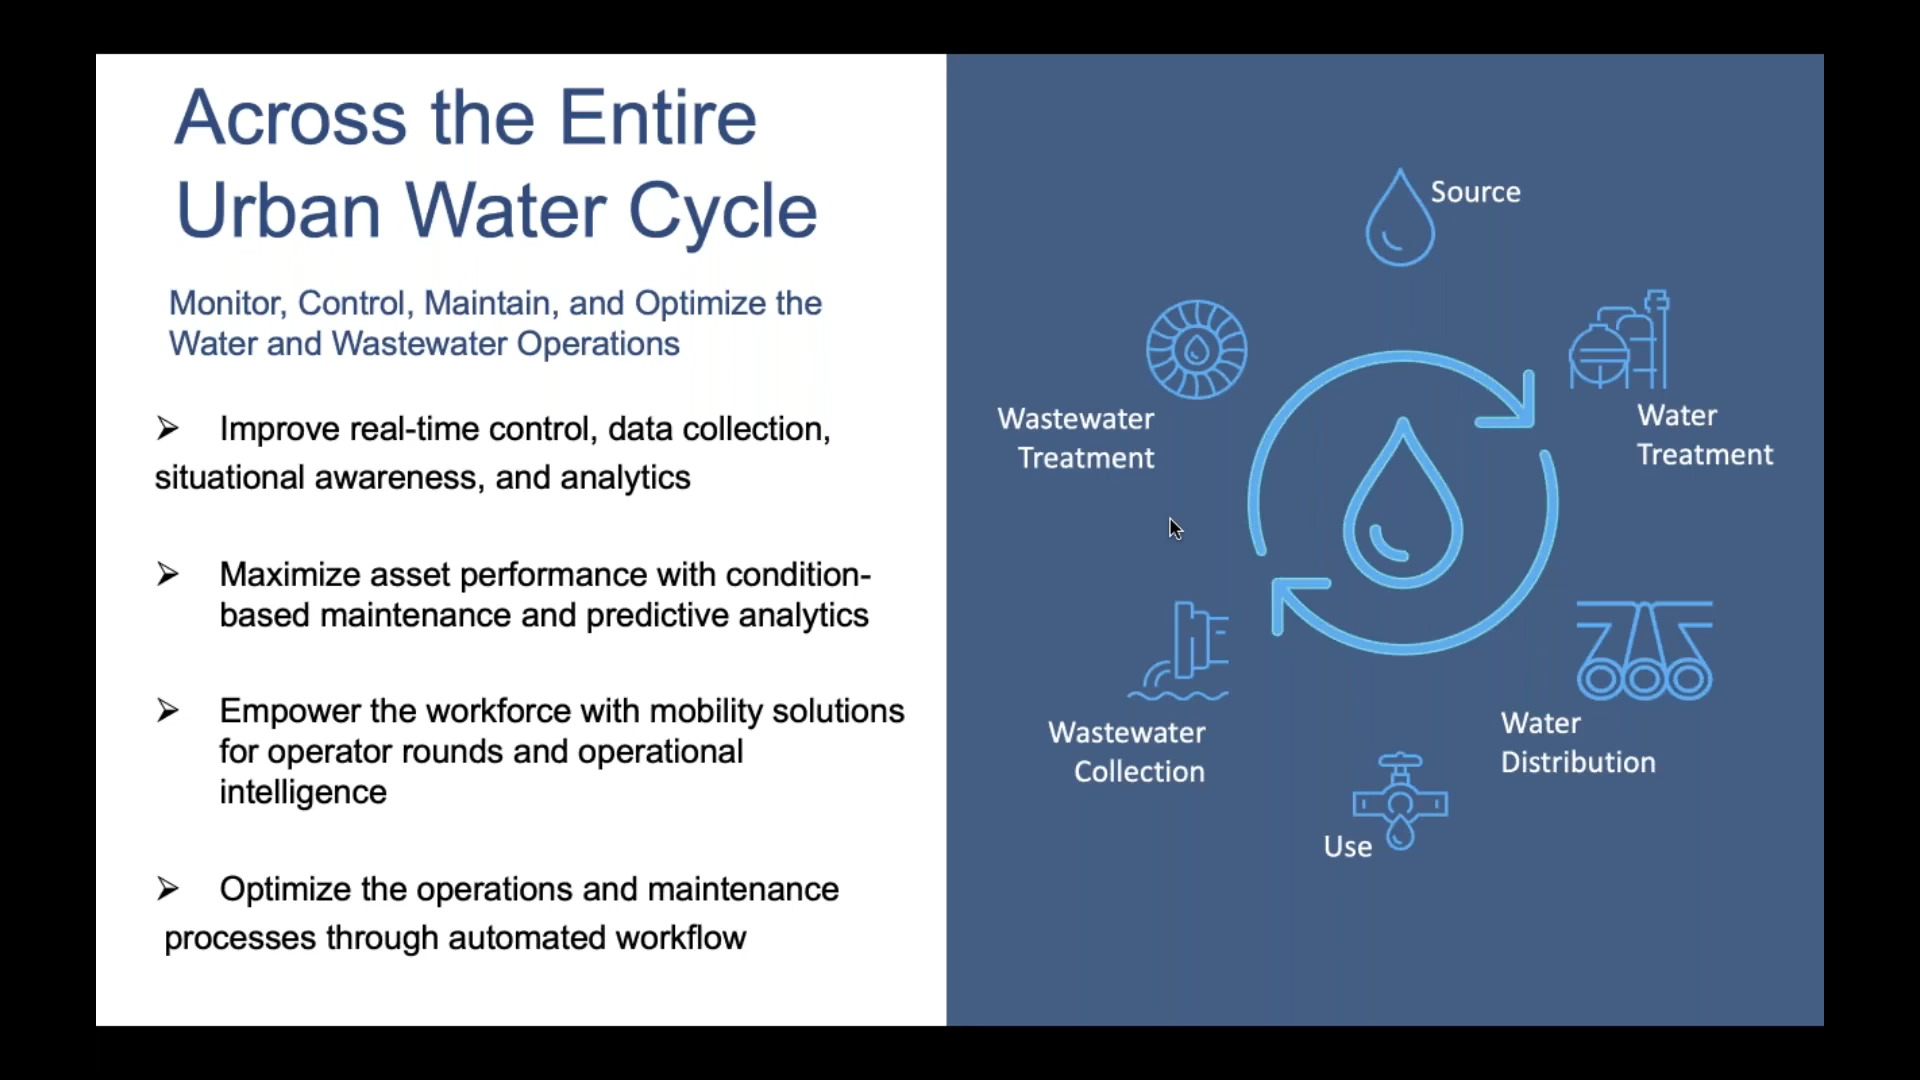 Across the Entire
Urban Water Cycle
Monitor, Control, Maintain, and Optimize the
Water and Wastewater Operations
➢ Improve real-time control, data collection,
situational awareness, and analytics
➢ Maximize asset performance with condition-
based maintenance and predictive analytics
➢ Empower the workforce with mobility solutions
for operator rounds and operational
intelligence
➢ Optimize the operations and maintenance
processes through automated workflow
Source
Water
Treatment
Water
Distribution
Use
Wastewater
Collection
Wastewater
Treatment